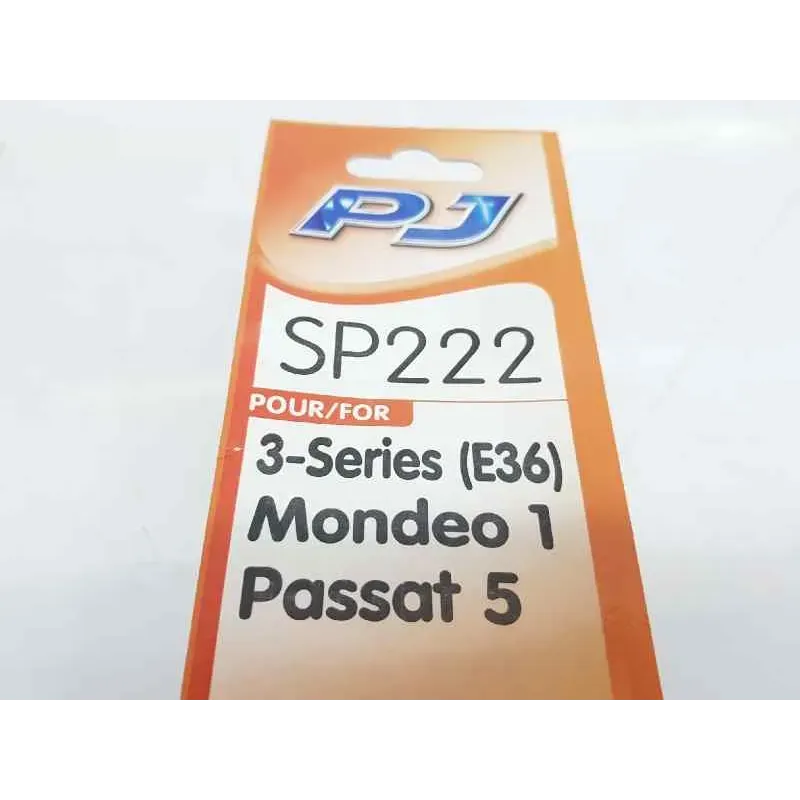 PJ
SP222
POUR/FOR
3-Series (E36)
Mondeo 1
Passat 5